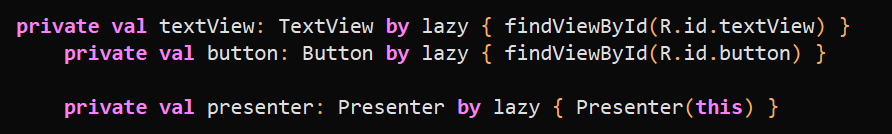 private val textView: TextView by lazy { findViewById(R.id.textView) }
    private val button: Button by lazy { findViewById(R.id.button) }

    private val presenter: Presenter by lazy { Presenter(this) }